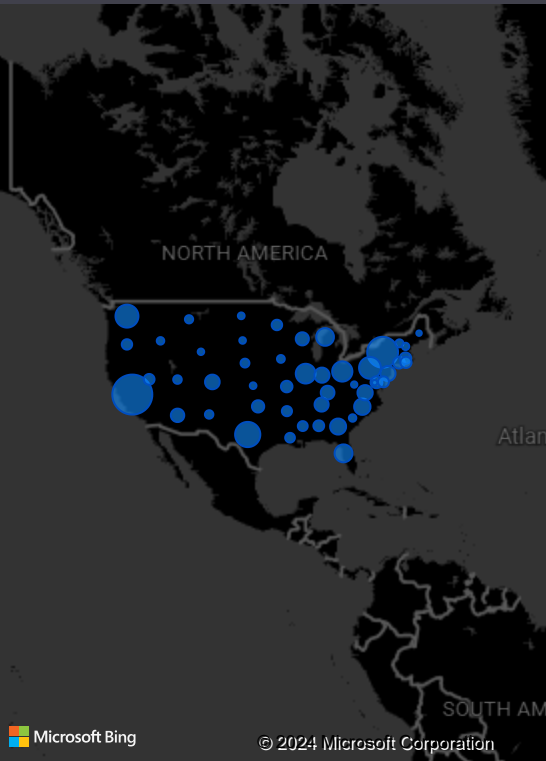 NORTH AMERICA
Atlan
SOUTH AM
Microsoft Bing
© 2024 Microsoft Corporation